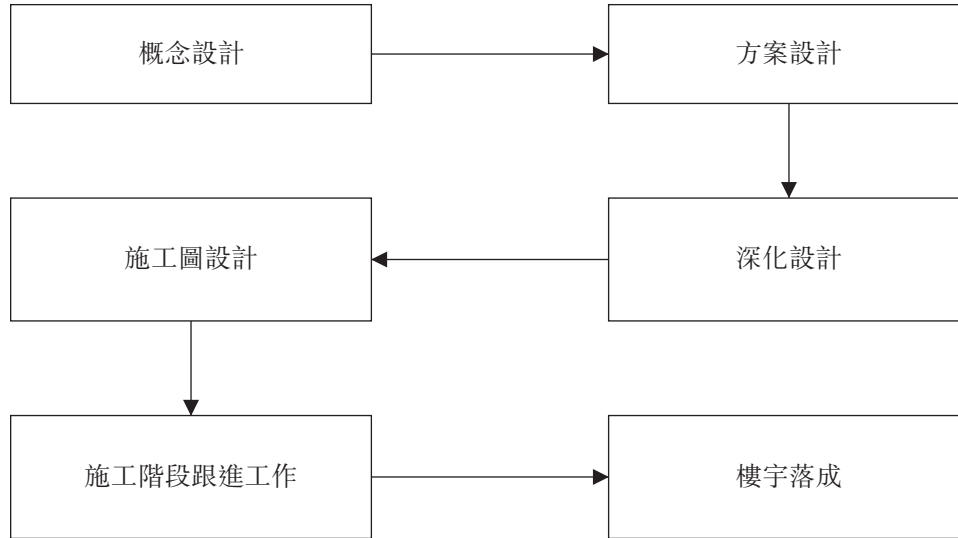 概念設計
方案設計
深化設計
施工圖設計
施工階段跟進工作
樓宇落成